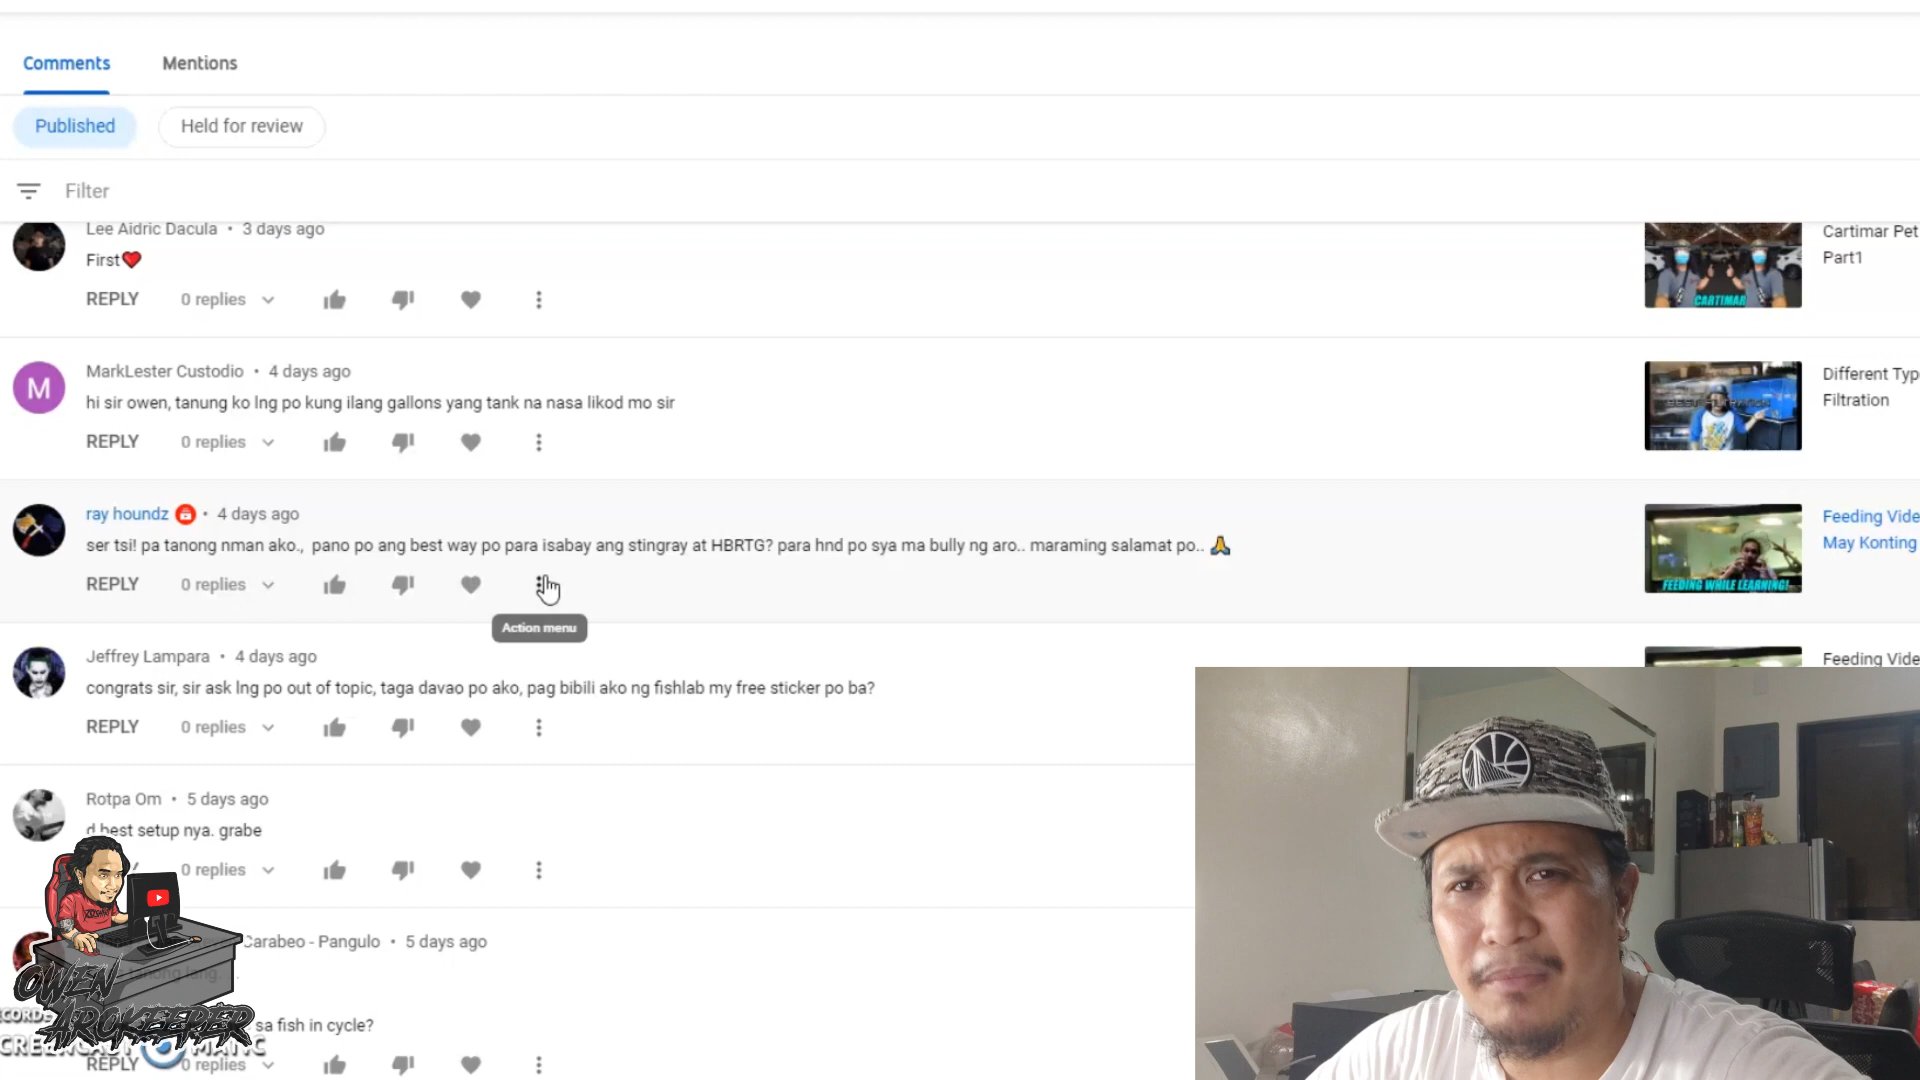 Comments Mentions
Published Held for review
Filter
Lee Aidric Dacula • 3 days ago
First❤️
REPLY 0 replies
CARTIMAR
Cartimar Pet
Part1
MarkLester Custodio • 4 days ago
hi sir owen, tanung ko lng po kung ilang gallons yang tank na nasa likod mo sir
REPLY 0 replies
M
BEST FILTRATION
Different Typ
Filtration
ray houndz • 4 days ago
ser tsi! pa tanong nman ako., pano po ang best way po para isabay ang stingray at HBRTG? para hnd po sya ma bully ng aro.. maraming salamat po.. 🙏
REPLY 0 replies
Action menu
FEEDING WHILE LEARNING!
Feeding Vide
May Konting
Jeffrey Lampara • 4 days ago
congrats sir, sir ask lng po out of topic, taga davao po ako, pag bibili ako ng fishlab my free sticker po ba?
REPLY 0 replies
Feeding Vide
Rotpa Om • 5 days ago
d best setup nya. grabe
0 replies
Carabeo - Pangulo • 5 days ago
tanong lang
sa fish in cycle?
REPLY 0 replies
OWEN
AROKEEPER